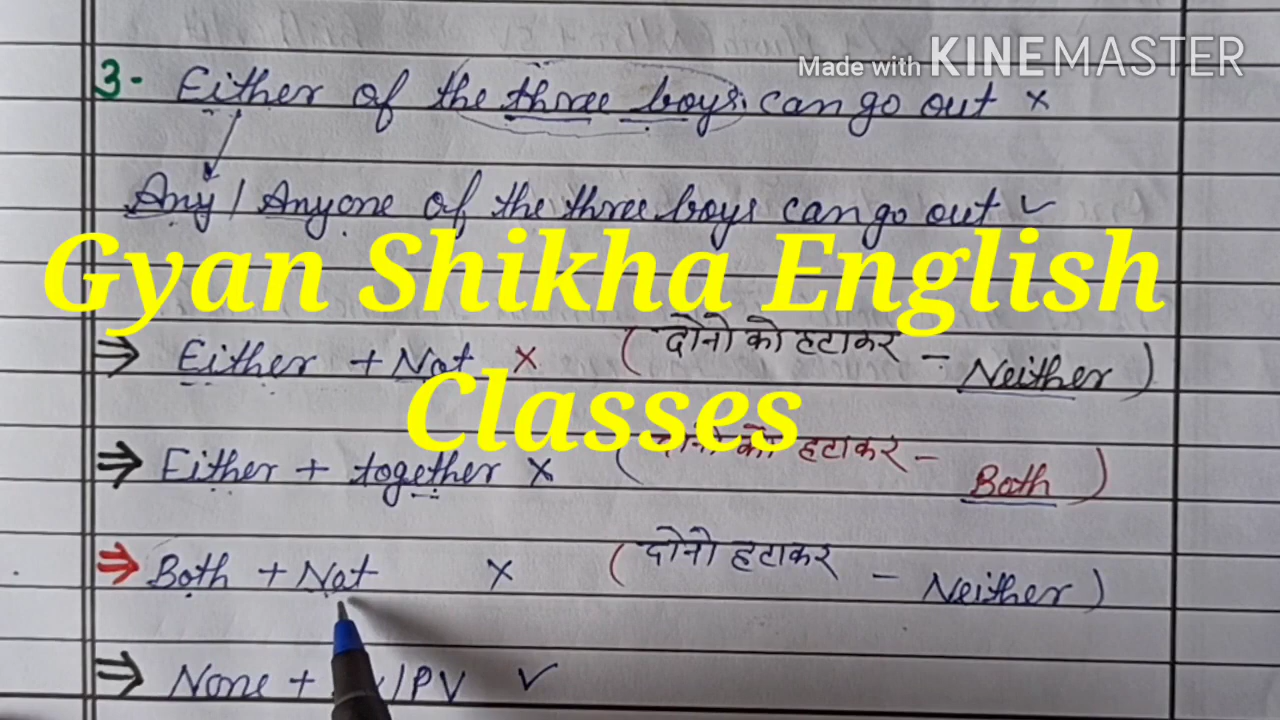 Made with KINEMASTER
3- Either of the three boys can go out ×
Any / Anyone of the three boys can go out ✓
Gyan Shikha English
⇒ Either + Not × ( दोनो को हटाकर - Neither )
Classes
⇒ Either + together × ( दोनो को हटाकर - Both )
⇒ Both + Not × ( दोनो हटाकर - Neither )
⇒ None + /PV ✓